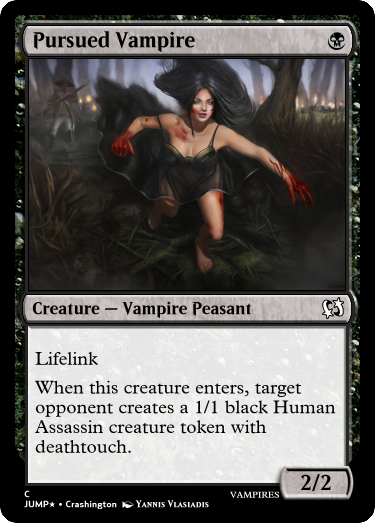 Pursued Vampire
Creature — Vampire Peasant
Lifelink
When this creature enters, target
opponent creates a 1/1 black Human
Assassin creature token with
deathtouch.
2/2
C
VAMPIRES
JUMP★ • Crashington Yannis Vlasiadis